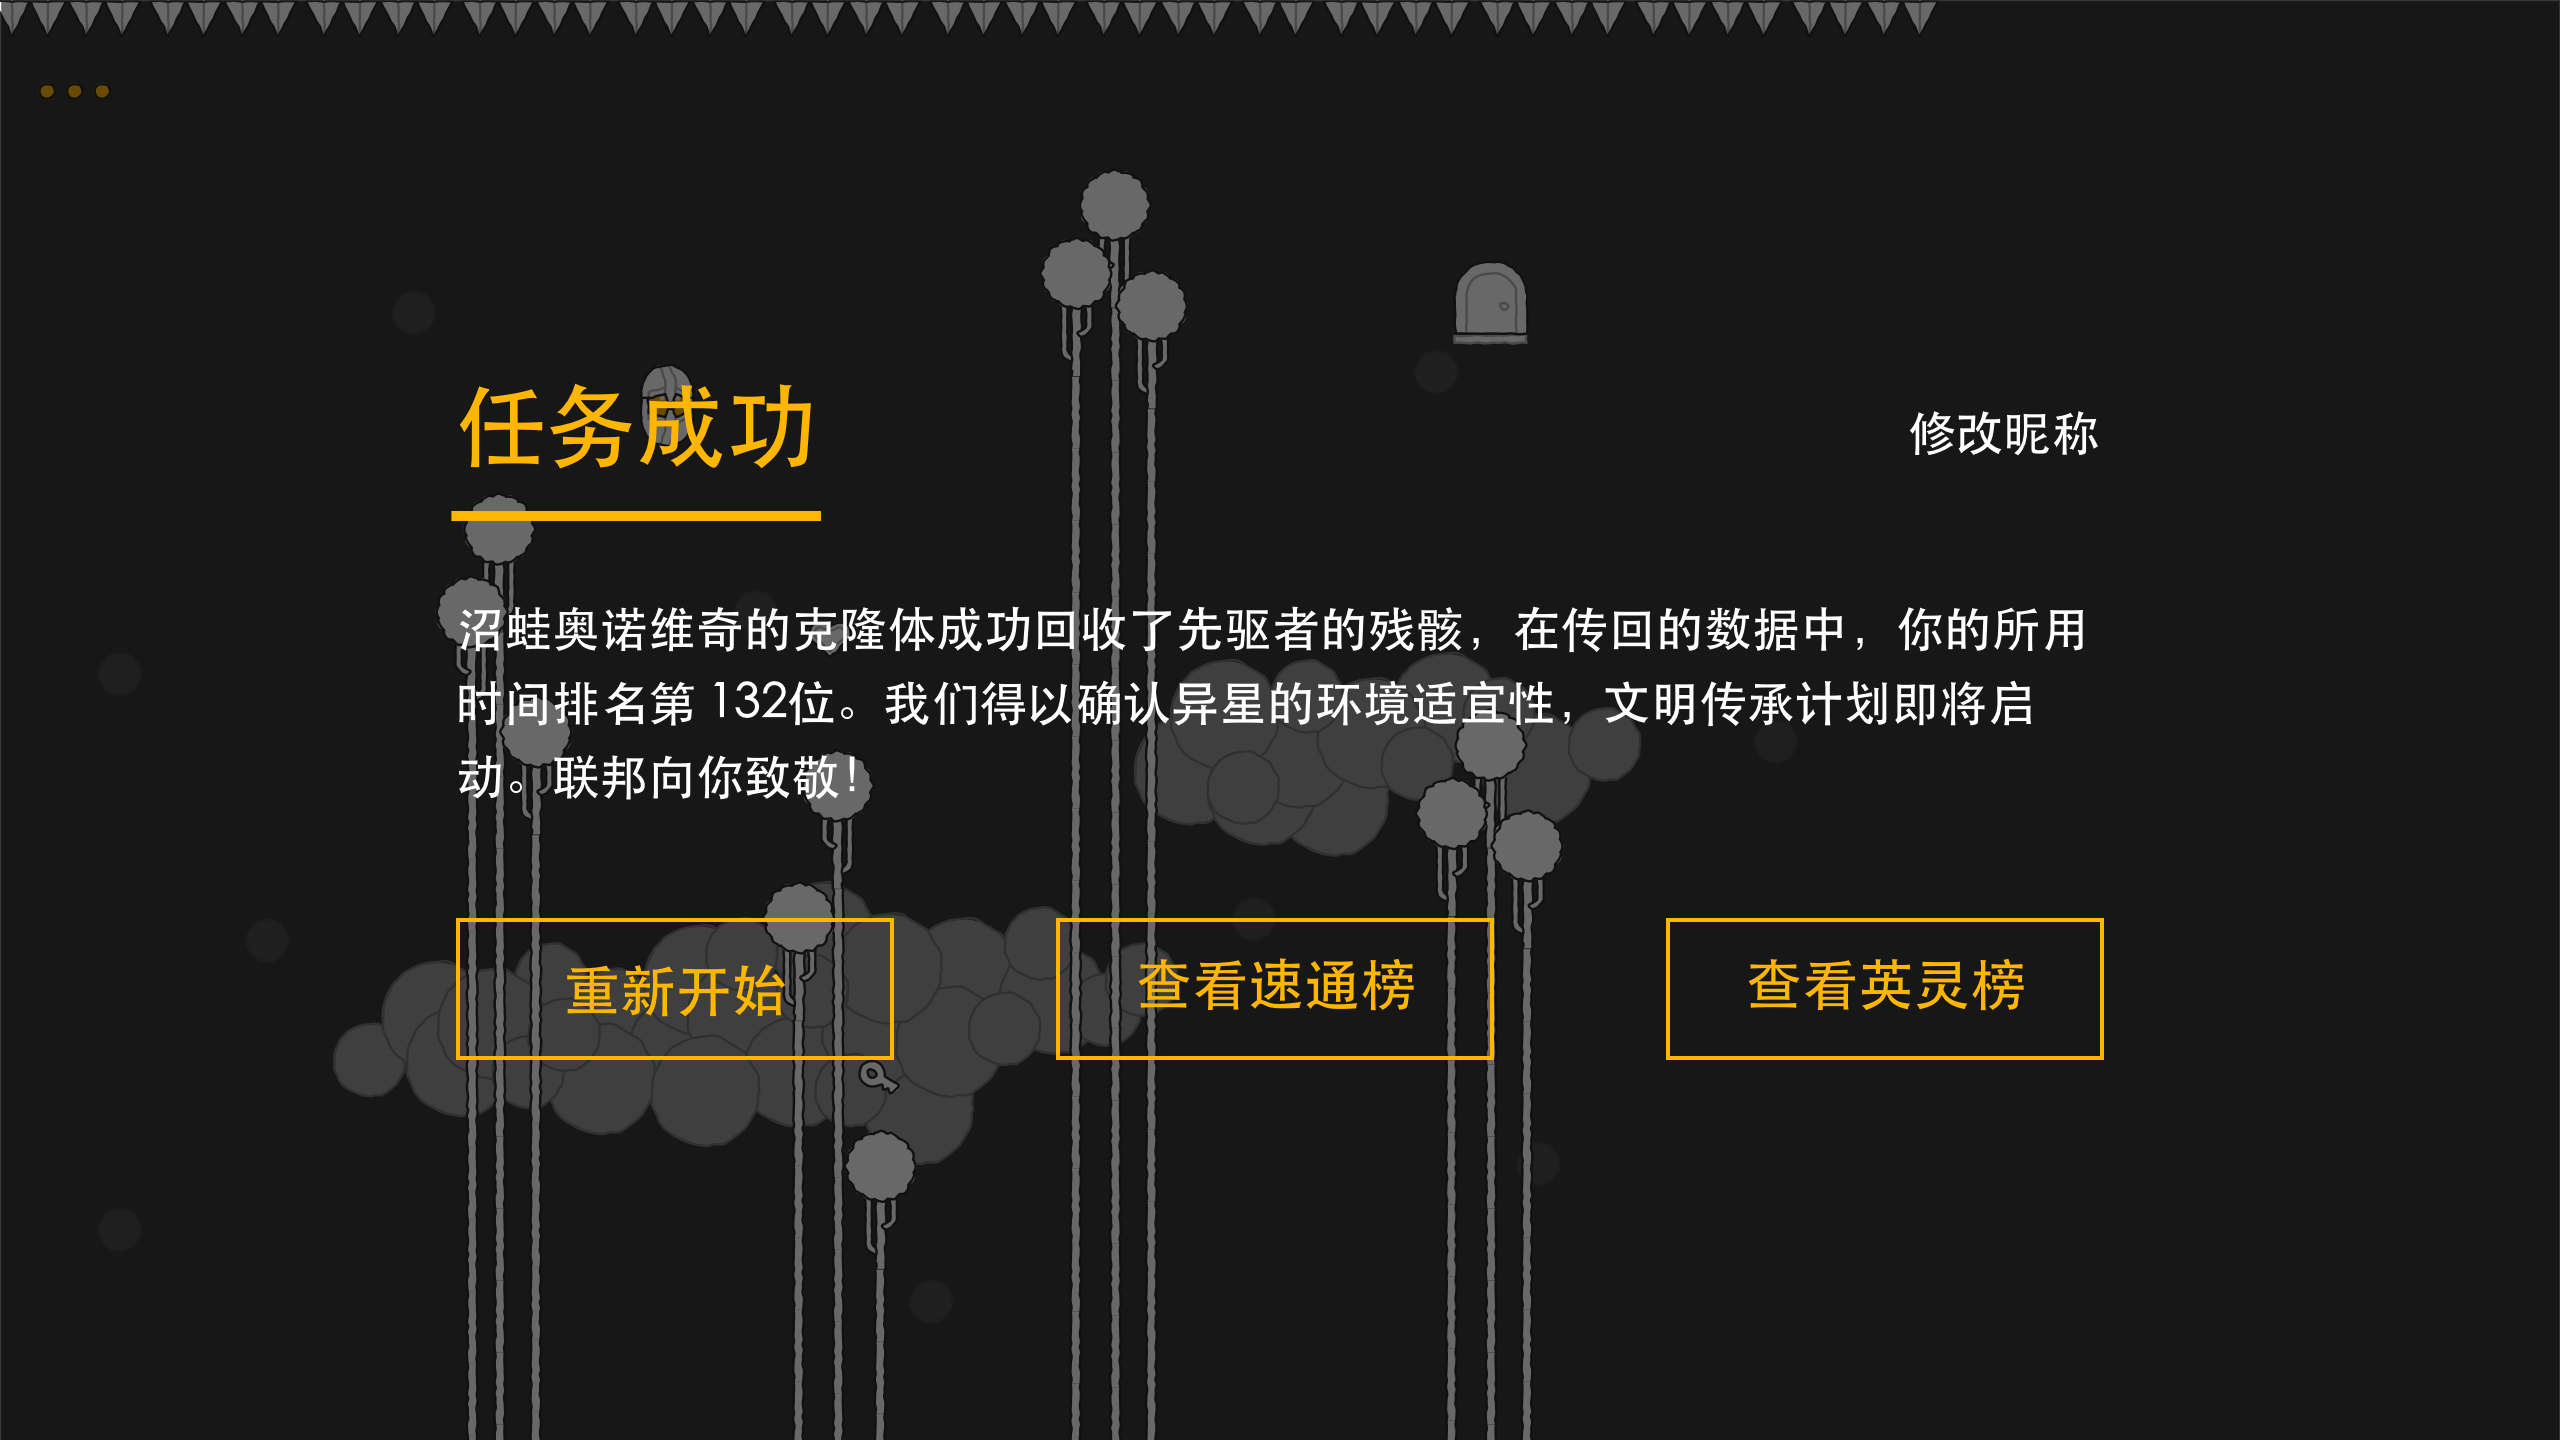 任务成功
修改昵称
沼蛙奥诺维奇的克隆体成功回收了先驱者的残骸，在传回的数据中，你的所用
时间排名第 132位。我们得以确认异星的环境适宜性，文明传承计划即将启
动。联邦向你致敬！
重新开始
查看速通榜
查看英灵榜